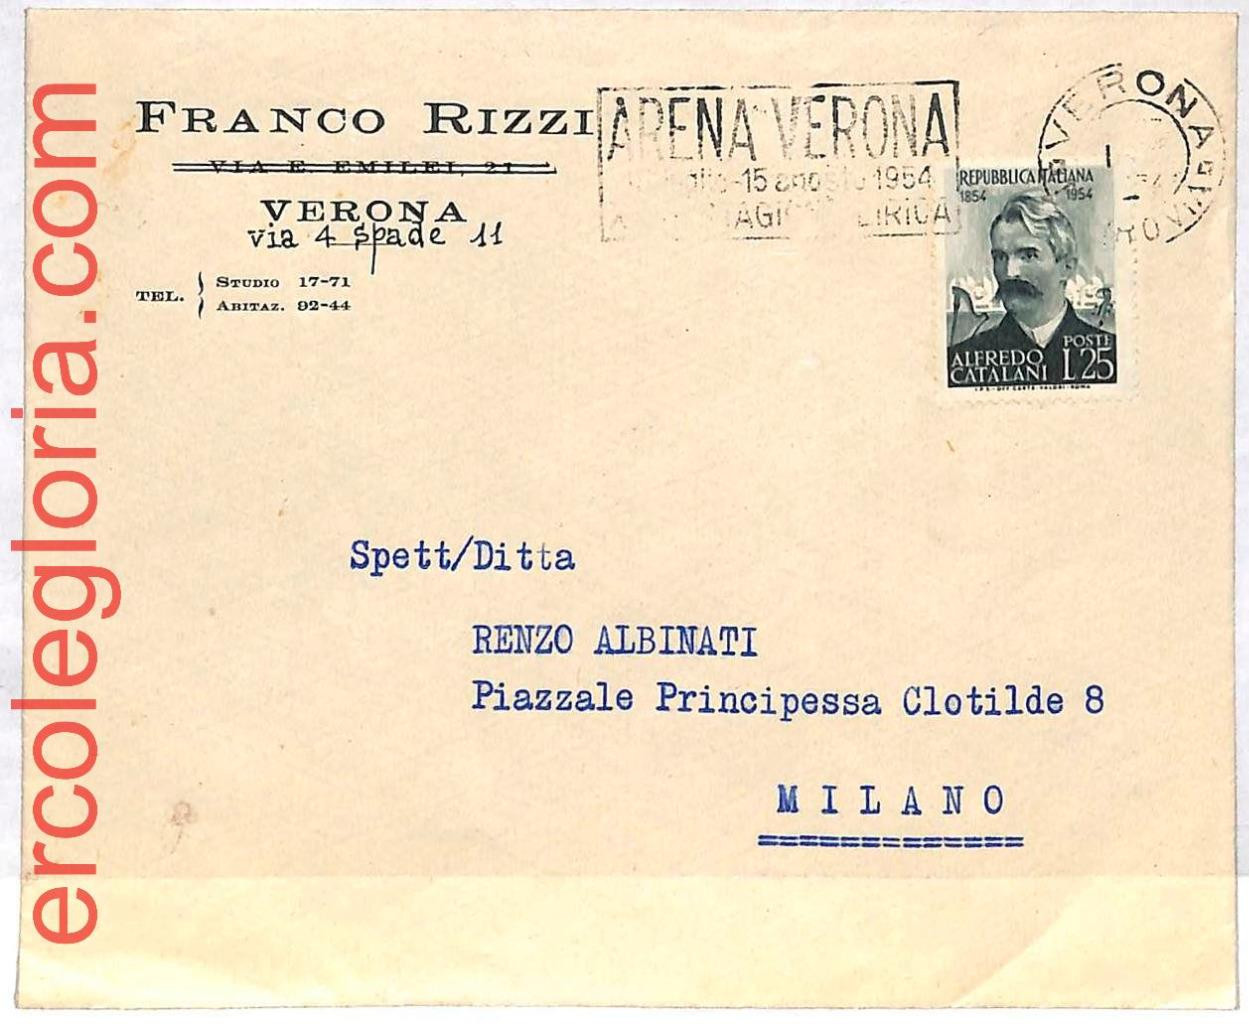 FRANCO RIZZI
VIA E. EMILEI, 21
VERONA
via 4 spade 11
TEL. STUDIO 17-71
ABITAZ. 92-44
ARENA VERONA
-15 agosto 1954
LIRICA
VERONA
REPUBBLICA ITALIANA
1854 1954
ALFREDO
CATALANI
POSTE
L 25
Spett/Ditta
RENZO ALBINATI
Piazzale Principessa Clotilde 8
MILANO
ercolegloria.com